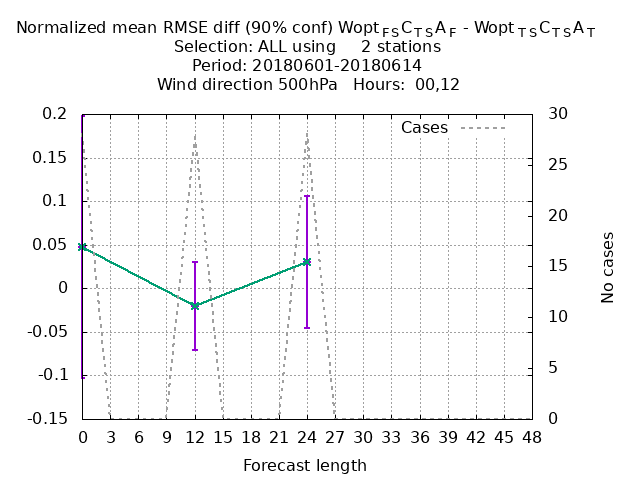 Normalized mean RMSE diff (90% conf) Wopt FS C TS A F - Wopt TS C TS A T
Selection: ALL using 2 stations
Period: 20180601-20180614
Wind direction 500hPa Hours: 00,12
Cases
0.2
0.15
0.1
0.05
0
-0.05
-0.1
-0.15
30
25
20
15
10
5
0
No cases
0 3 6 9 12 15 18 21 24 27 30 33 36 39 42 45 48
Forecast length